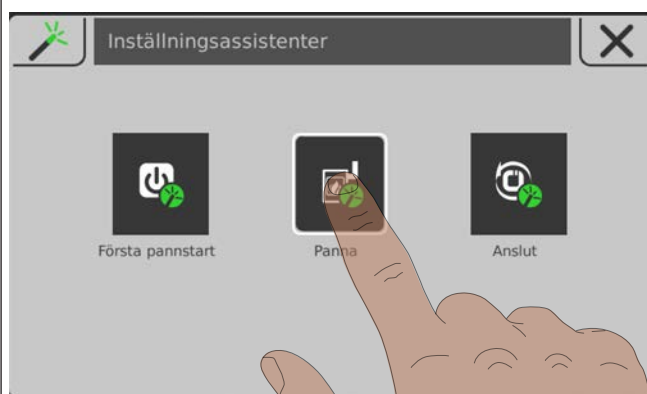 Inställningsassistenter
Första pannstart
Panna
Anslut